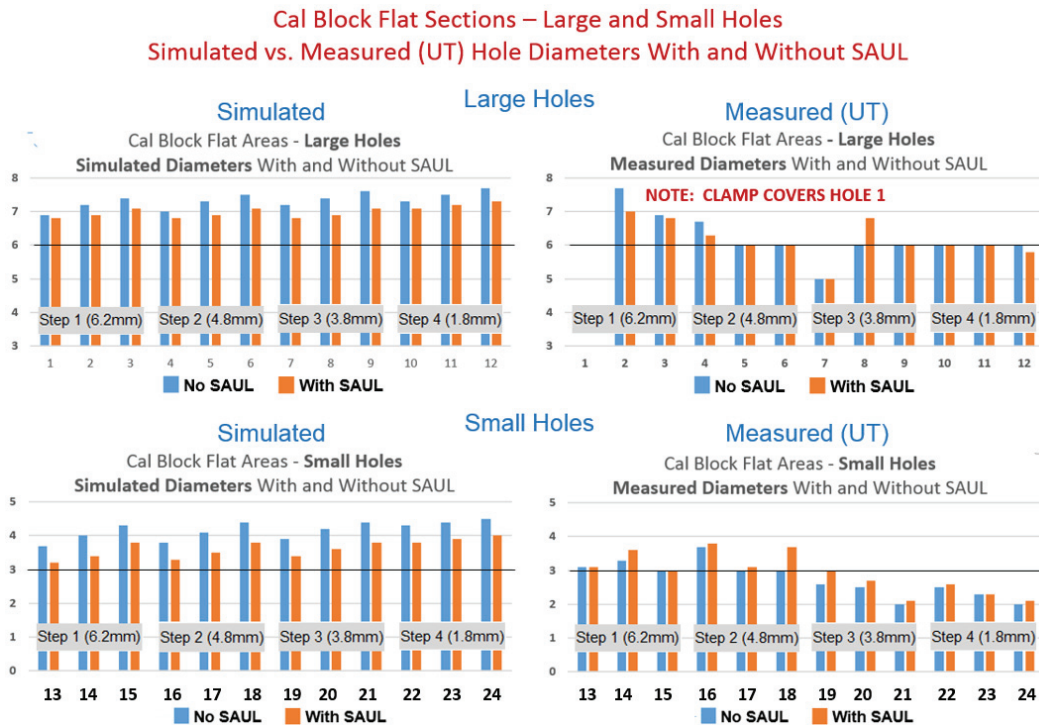 Cal Block Flat Sections – Large and Small Holes
Simulated vs. Measured (UT) Hole Diameters With and Without SAUL
Large Holes
Simulated
Cal Block Flat Areas - Large Holes
Simulated Diameters With and Without SAUL
8
7
6
5
4
3
Step 1 (6.2mm)
Step 2 (4.8mm)
Step 3 (3.8mm)
Step 4 (1.8mm)
1 2 3 4 5 6 7 8 9 10 11 12
No SAUL With SAUL
Measured (UT)
Cal Block Flat Areas - Large Holes
Measured Diameters With and Without SAUL
NOTE: CLAMP COVERS HOLE 1
8
7
6
5
4
3
Step 1 (6.2mm)
Step 2 (4.8mm)
Step 3 (3.8mm)
Step 4 (1.8mm)
1 2 3 4 5 6 7 8 9 10 11 12
No SAUL With SAUL
Small Holes
Simulated
Cal Block Flat Areas - Small Holes
Simulated Diameters With and Without SAUL
5
4
3
2
1
0
Step 1 (6.2mm)
Step 2 (4.8mm)
Step 3 (3.8mm)
Step 4 (1.8mm)
13 14 15 16 17 18 19 20 21 22 23 24
No SAUL With SAUL
Measured (UT)
Cal Block Flat Areas - Small Holes
Measured Diameters With and Without SAUL
5
4
3
2
1
0
Step 1 (6.2mm)
Step 2 (4.8mm)
Step 3 (3.8mm)
Step 4 (1.8mm)
13 14 15 16 17 18 19 20 21 22 23 24
No SAUL With SAUL